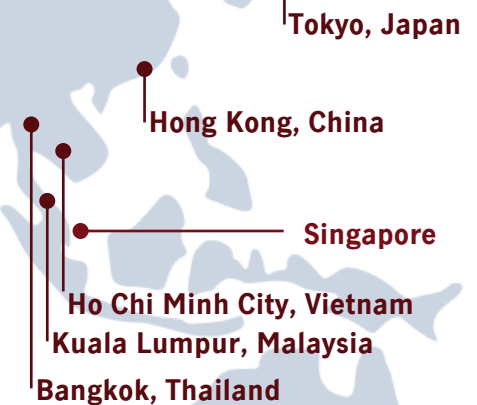 Tokyo, Japan
Hong Kong, China
Singapore
Ho Chi Minh City, Vietnam
Kuala Lumpur, Malaysia
Bangkok, Thailand